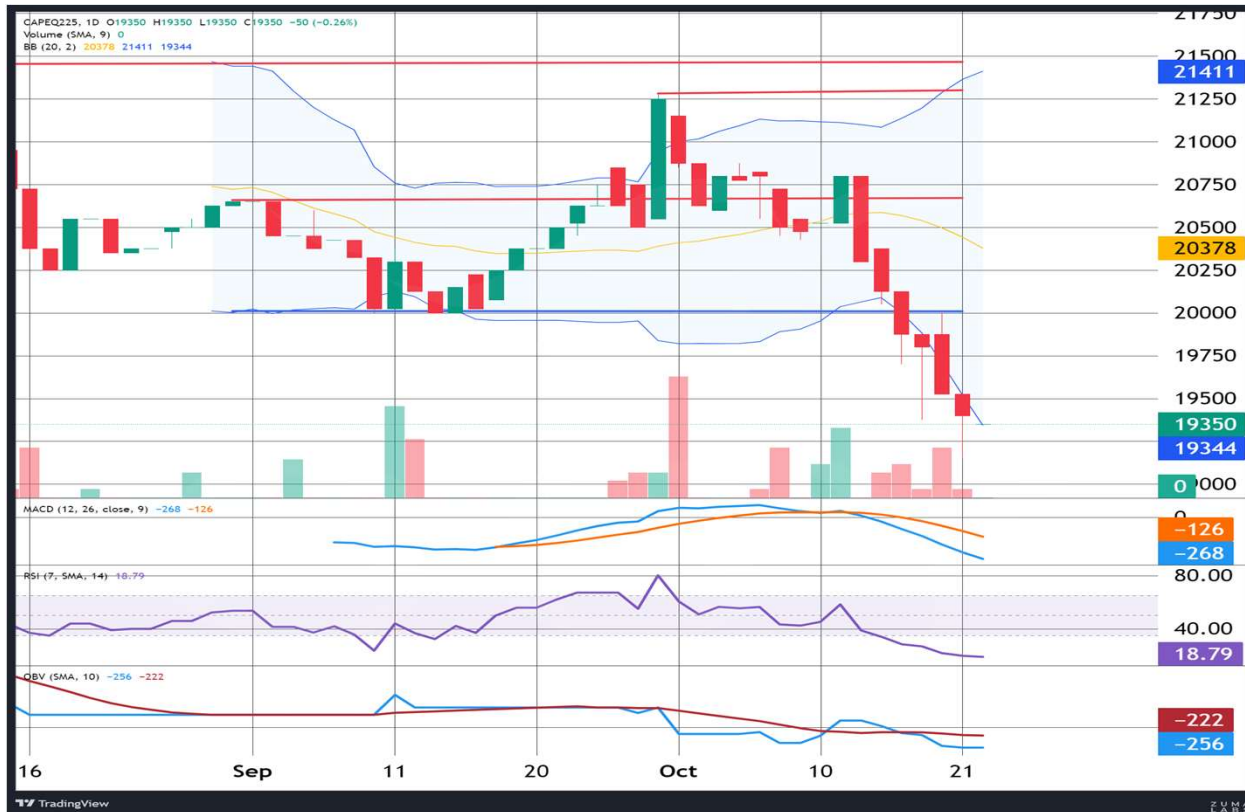 CAPEQ225, 1D O19350 H19350 L19350 C19350 −50 (−0.26%)
Volume (SMA, 9) 0
BB (20, 2) 20378 21411 19344
21750
21500
21411
21250
21000
20750
20500
20378
20250
20000
19750
19500
19350
19344
0
MACD (12, 26, close, 9) −268 −126
0
−126
−268
RSI (7, SMA, 14) 18.79
80.00
40.00
18.79
OBV (SMA, 10) −256 −222
−222
−256
16 Sep 11 20 Oct 10 21
TradingView